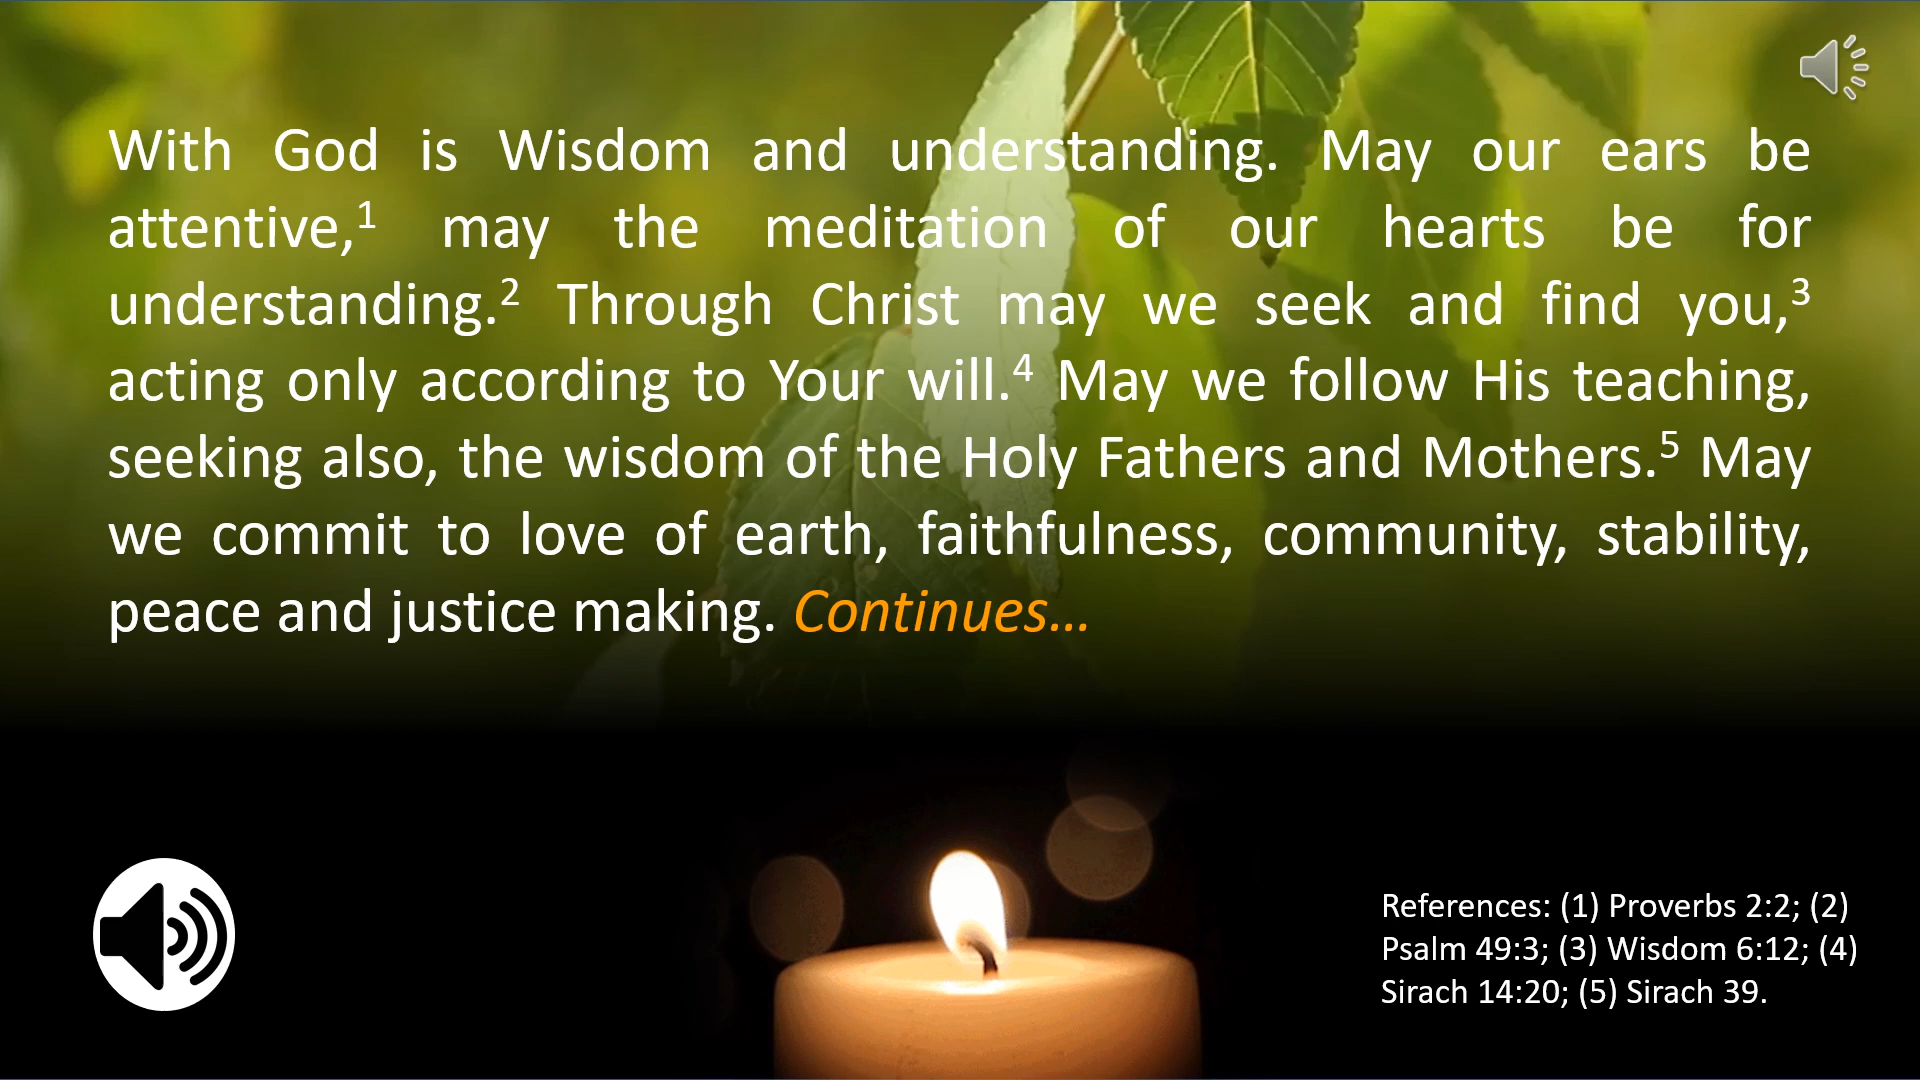 With God is Wisdom and understanding. May our ears be
attentive,1 may the meditation of our hearts be for
understanding.2 Through Christ may we seek and find you,3
acting only according to Your will.4 May we follow His teaching,
seeking also, the wisdom of the Holy Fathers and Mothers.5 May
we commit to love of earth, faithfulness, community, stability,
peace and justice making. Continues…
References: (1) Proverbs 2:2; (2)
Psalm 49:3; (3) Wisdom 6:12; (4)
Sirach 14:20; (5) Sirach 39.